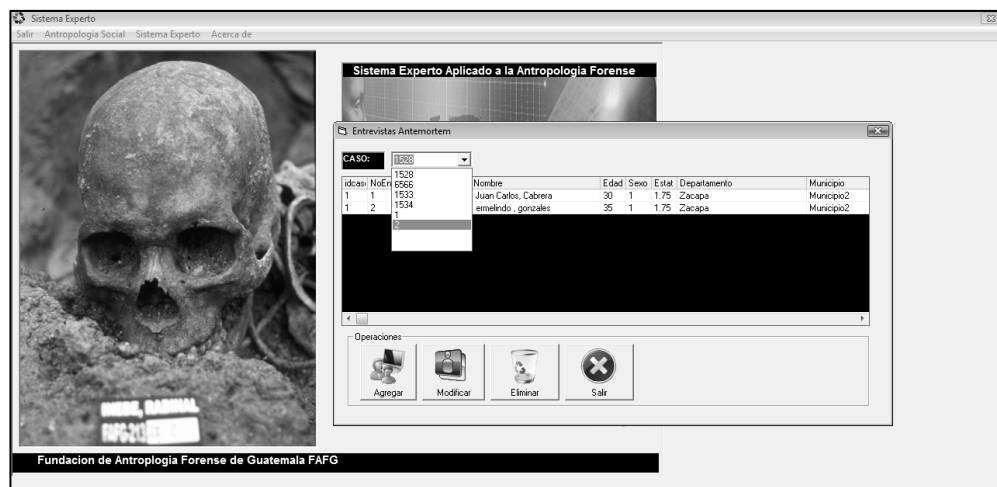 Sistema Experto
Salir Antropologia Social Sistema Experto Acerca de
Sistema Experto Aplicado a la Antropologia Forense
Entrevistas Antemortem
CASO: 1528
1528
6566
1533
1534
1
2
idcas NoEn Nombre Edad Sexo Estat Departamento Municipio
1 1 Juan Carlos, Cabrera 30 1 1.75 Zacapa Municipio2
1 2 ermelindo , gonzales 35 1 1.75 Zacapa Municipio2
Operaciones
Agregar Modificar Eliminar Salir
RABINAL
Fundacion de Antroplogia Forense de Guatemala FAFG